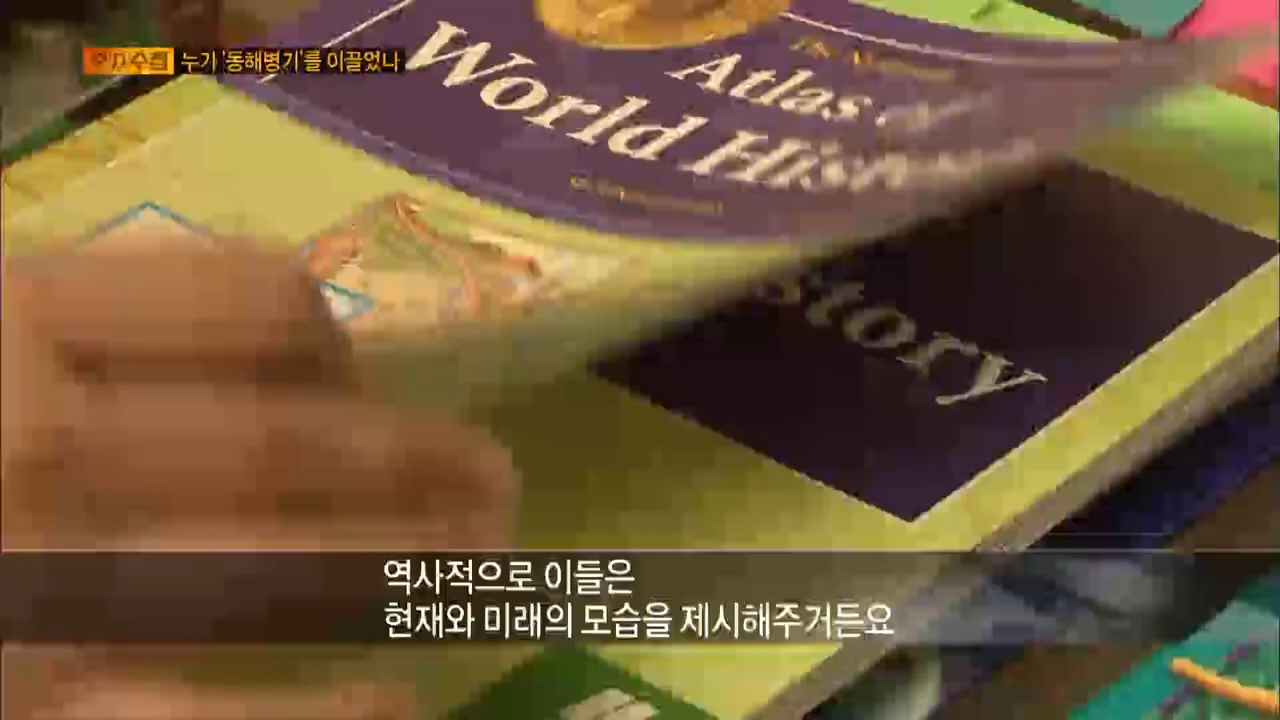 누가 '동해병기'를 이끌었나
Atlas of
World History
story
역사적으로 이들은
현재와 미래의 모습을 제시해주거든요